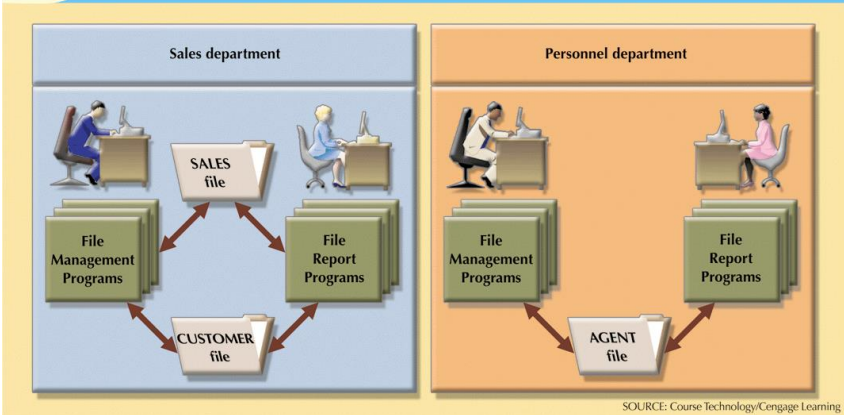 Sales department
SALES
file
File
Management
Programs
File
Report
Programs
CUSTOMER
file
Personnel department
File
Management
Programs
File
Report
Programs
AGENT
file
SOURCE: Course Technology/Cengage Learning